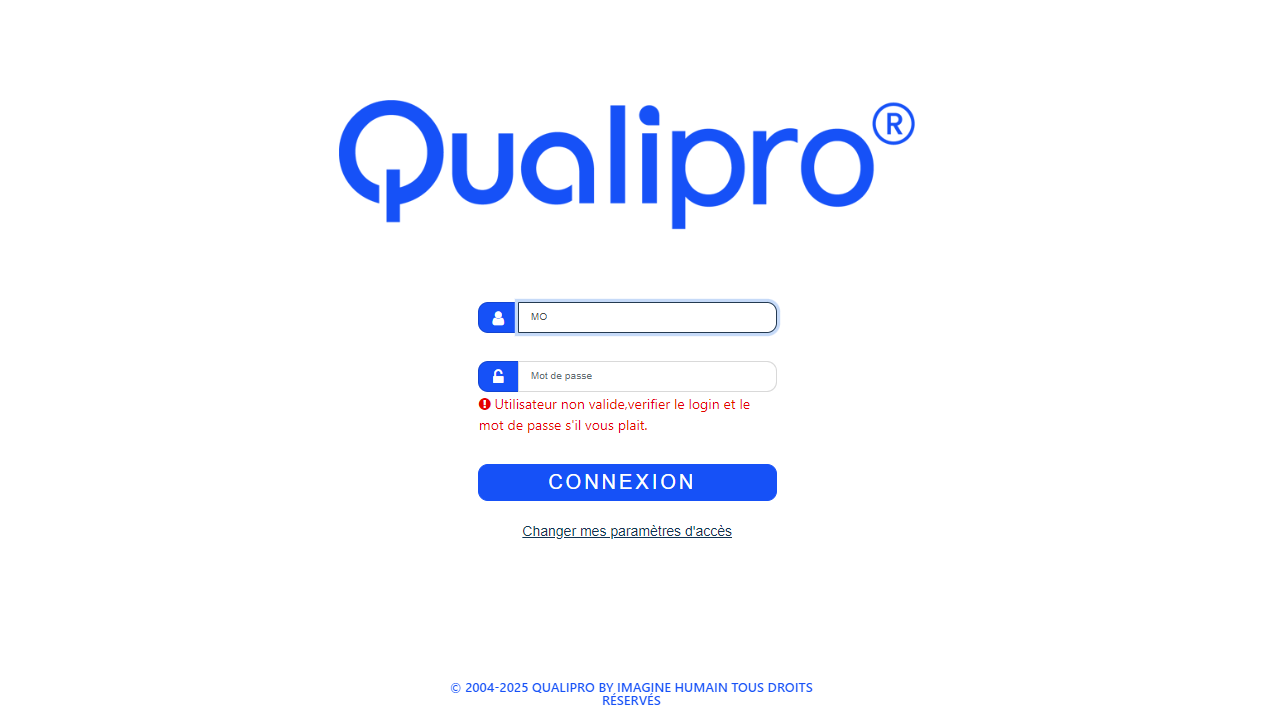 Qualipro®
MO
Mot de passe
Utilisateur non valide,verifier le login et le
mot de passe s'il vous plait.
CONNEXION
Changer mes paramètres d'accès
© 2004-2025 QUALIPRO BY IMAGINE HUMAIN TOUS DROITS
RÉSERVÉS